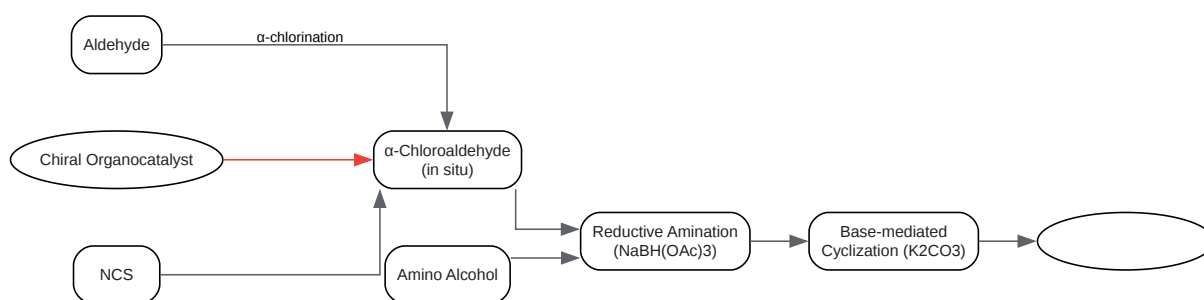 Aldehyde
α-chlorination
Chiral Organocatalyst
α-Chloroaldehyde
(in situ)
NCS
Amino Alcohol
Reductive Amination
(NaBH(OAc)3)
Base-mediated
Cyclization (K2CO3)